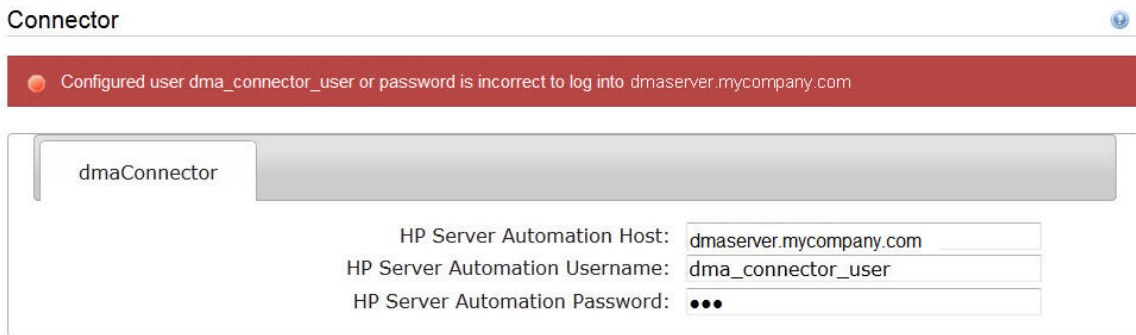 Connector
Configured user dma_connector_user or password is incorrect to log into dmaserver.mycompany.com
dmaConnector
HP Server Automation Host: dmaserver.mycompany.com
HP Server Automation Username: dma_connector_user
HP Server Automation Password: •••